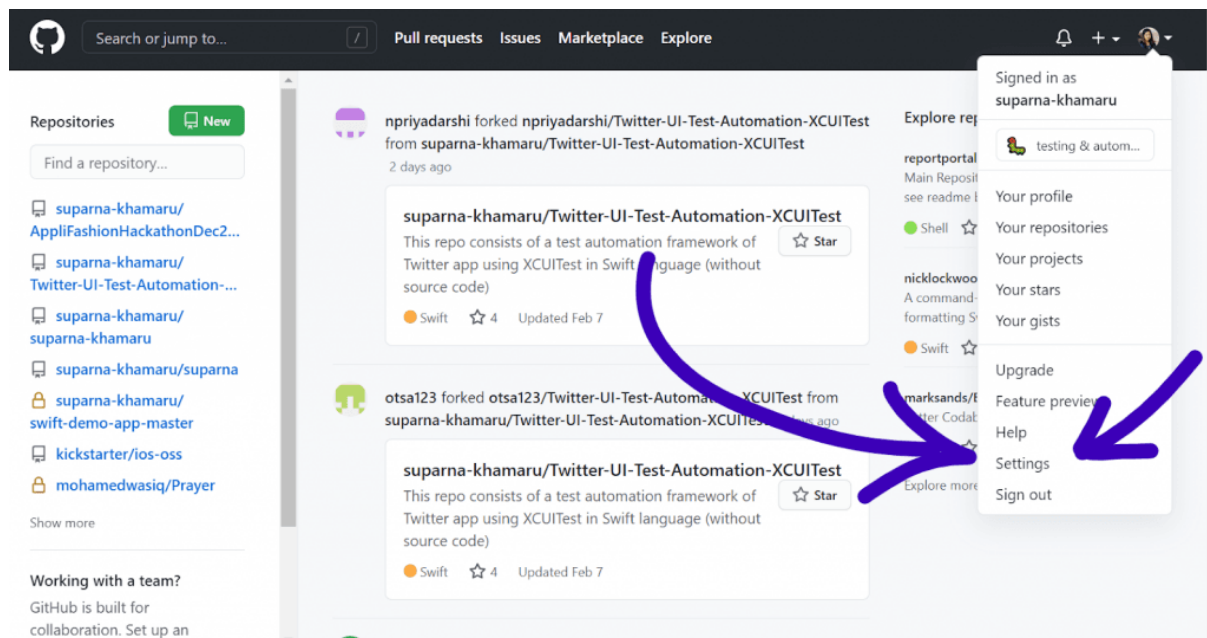 Search or jump to...
/
Pull requests
Issues
Marketplace
Explore
Repositories
New
Find a repository...
suparna-khamaru/
AppliFashionHackathonDec2...
suparna-khamaru/
Twitter-UI-Test-Automation-...
suparna-khamaru/
suparna-khamaru
suparna-khamaru/suparna
suparna-khamaru/
swift-demo-app-master
kickstarter/ios-oss
mohamedwasiq/Prayer
Show more
Working with a team?
GitHub is built for
collaboration. Set up an
npriyadarshi forked npriyadarshi/Twitter-UI-Test-Automation-XCUITest
from suparna-khamaru/Twitter-UI-Test-Automation-XCUITest
2 days ago
suparna-khamaru/Twitter-UI-Test-Automation-XCUITest
Star
This repo consists of a test automation framework of
Twitter app using XCUITest in Swift language (without
source code)
Swift
4
Updated Feb 7
otsa123 forked otsa123/Twitter-UI-Test-Automation-XCUITest from
suparna-khamaru/Twitter-UI-Test-Automation-XCUITest
ago
suparna-khamaru/Twitter-UI-Test-Automation-XCUITest
Star
This repo consists of a test automation framework of
Twitter app using XCUITest in Swift language (without
source code)
Swift
4
Updated Feb 7
Explore
reportportal
Main
see readme
Shell
A command-
formatting
Swift
marksands/
Explore more
Signed in as
suparna-khamaru
testing & autom...
Your profile
Your repositories
Your projects
Your stars
Your gists
Upgrade
Feature preview
Help
Settings
Sign out